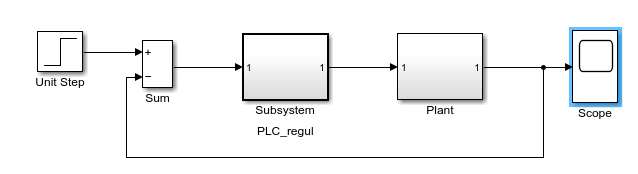 +
−
Unit Step
Sum
1 1
Subsystem
PLC_regul
1 1
Plant
Scope